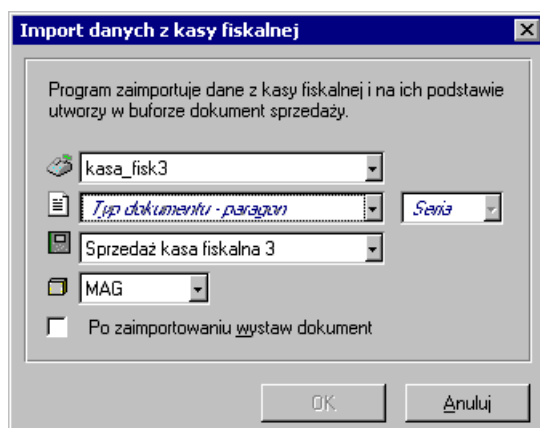 Import danych z kasy fiskalnej
Program zaimportuje dane z kasy fiskalnej i na ich podstawie
utworzy w buforze dokument sprzedaży.
kasa_fisk3
Typ dokumentu - paragon Seria
Sprzedaż kasa fiskalna 3
MAG
Po zaimportowaniu wystaw dokument
OK Anuluj